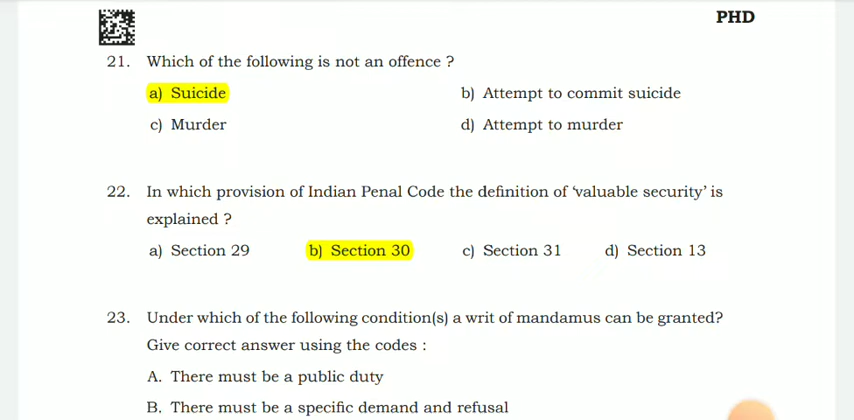 PHD
21. Which of the following is not an offence ?
a) Suicide b) Attempt to commit suicide
c) Murder d) Attempt to murder
22. In which provision of Indian Penal Code the definition of ‘valuable security’ is
explained ?
a) Section 29 b) Section 30 c) Section 31 d) Section 13
23. Under which of the following condition(s) a writ of mandamus can be granted?
Give correct answer using the codes :
A. There must be a public duty
B. There must be a specific demand and refusal